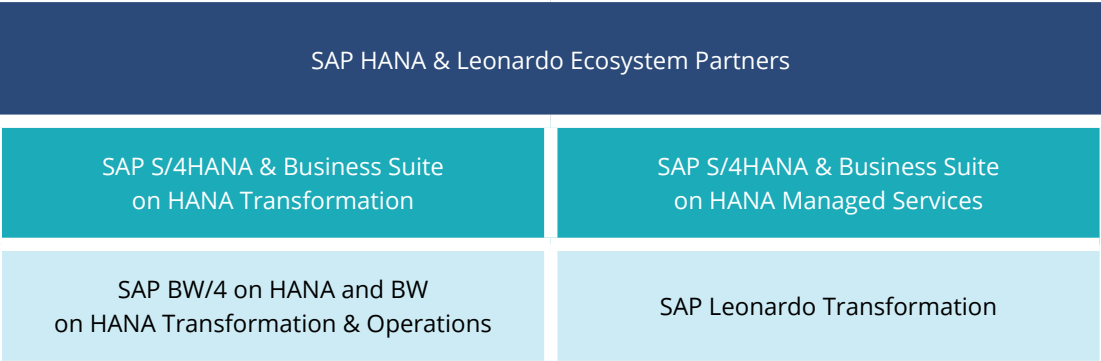 SAP HANA & Leonardo Ecosystem Partners
SAP S/4HANA & Business Suite
on HANA Transformation
SAP S/4HANA & Business Suite
on HANA Managed Services
SAP BW/4 on HANA and BW
on HANA Transformation & Operations
SAP Leonardo Transformation